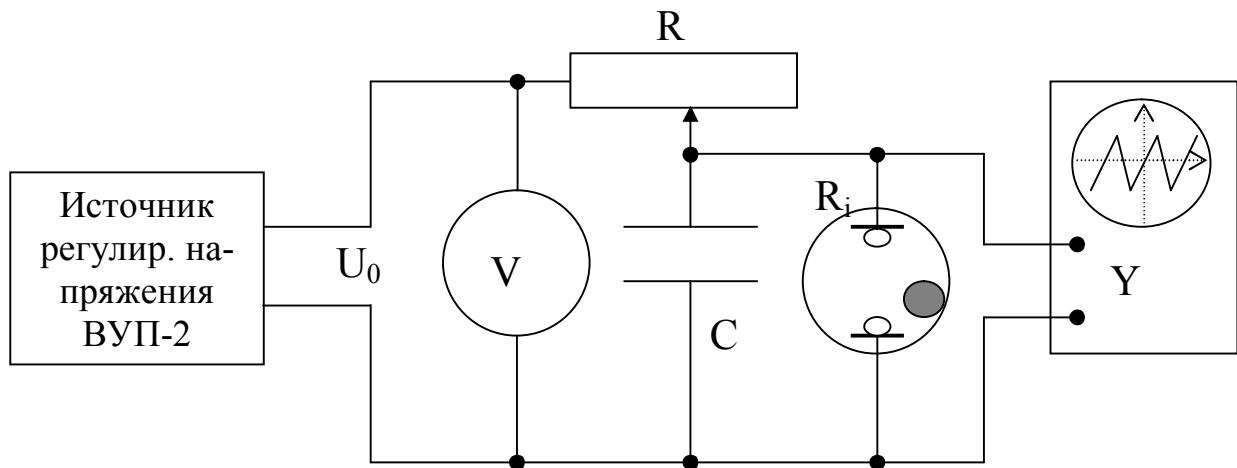 R
Источник
регулир. на-
пряжения
ВУП-2
U₀
V
C
Rᵢ
Y